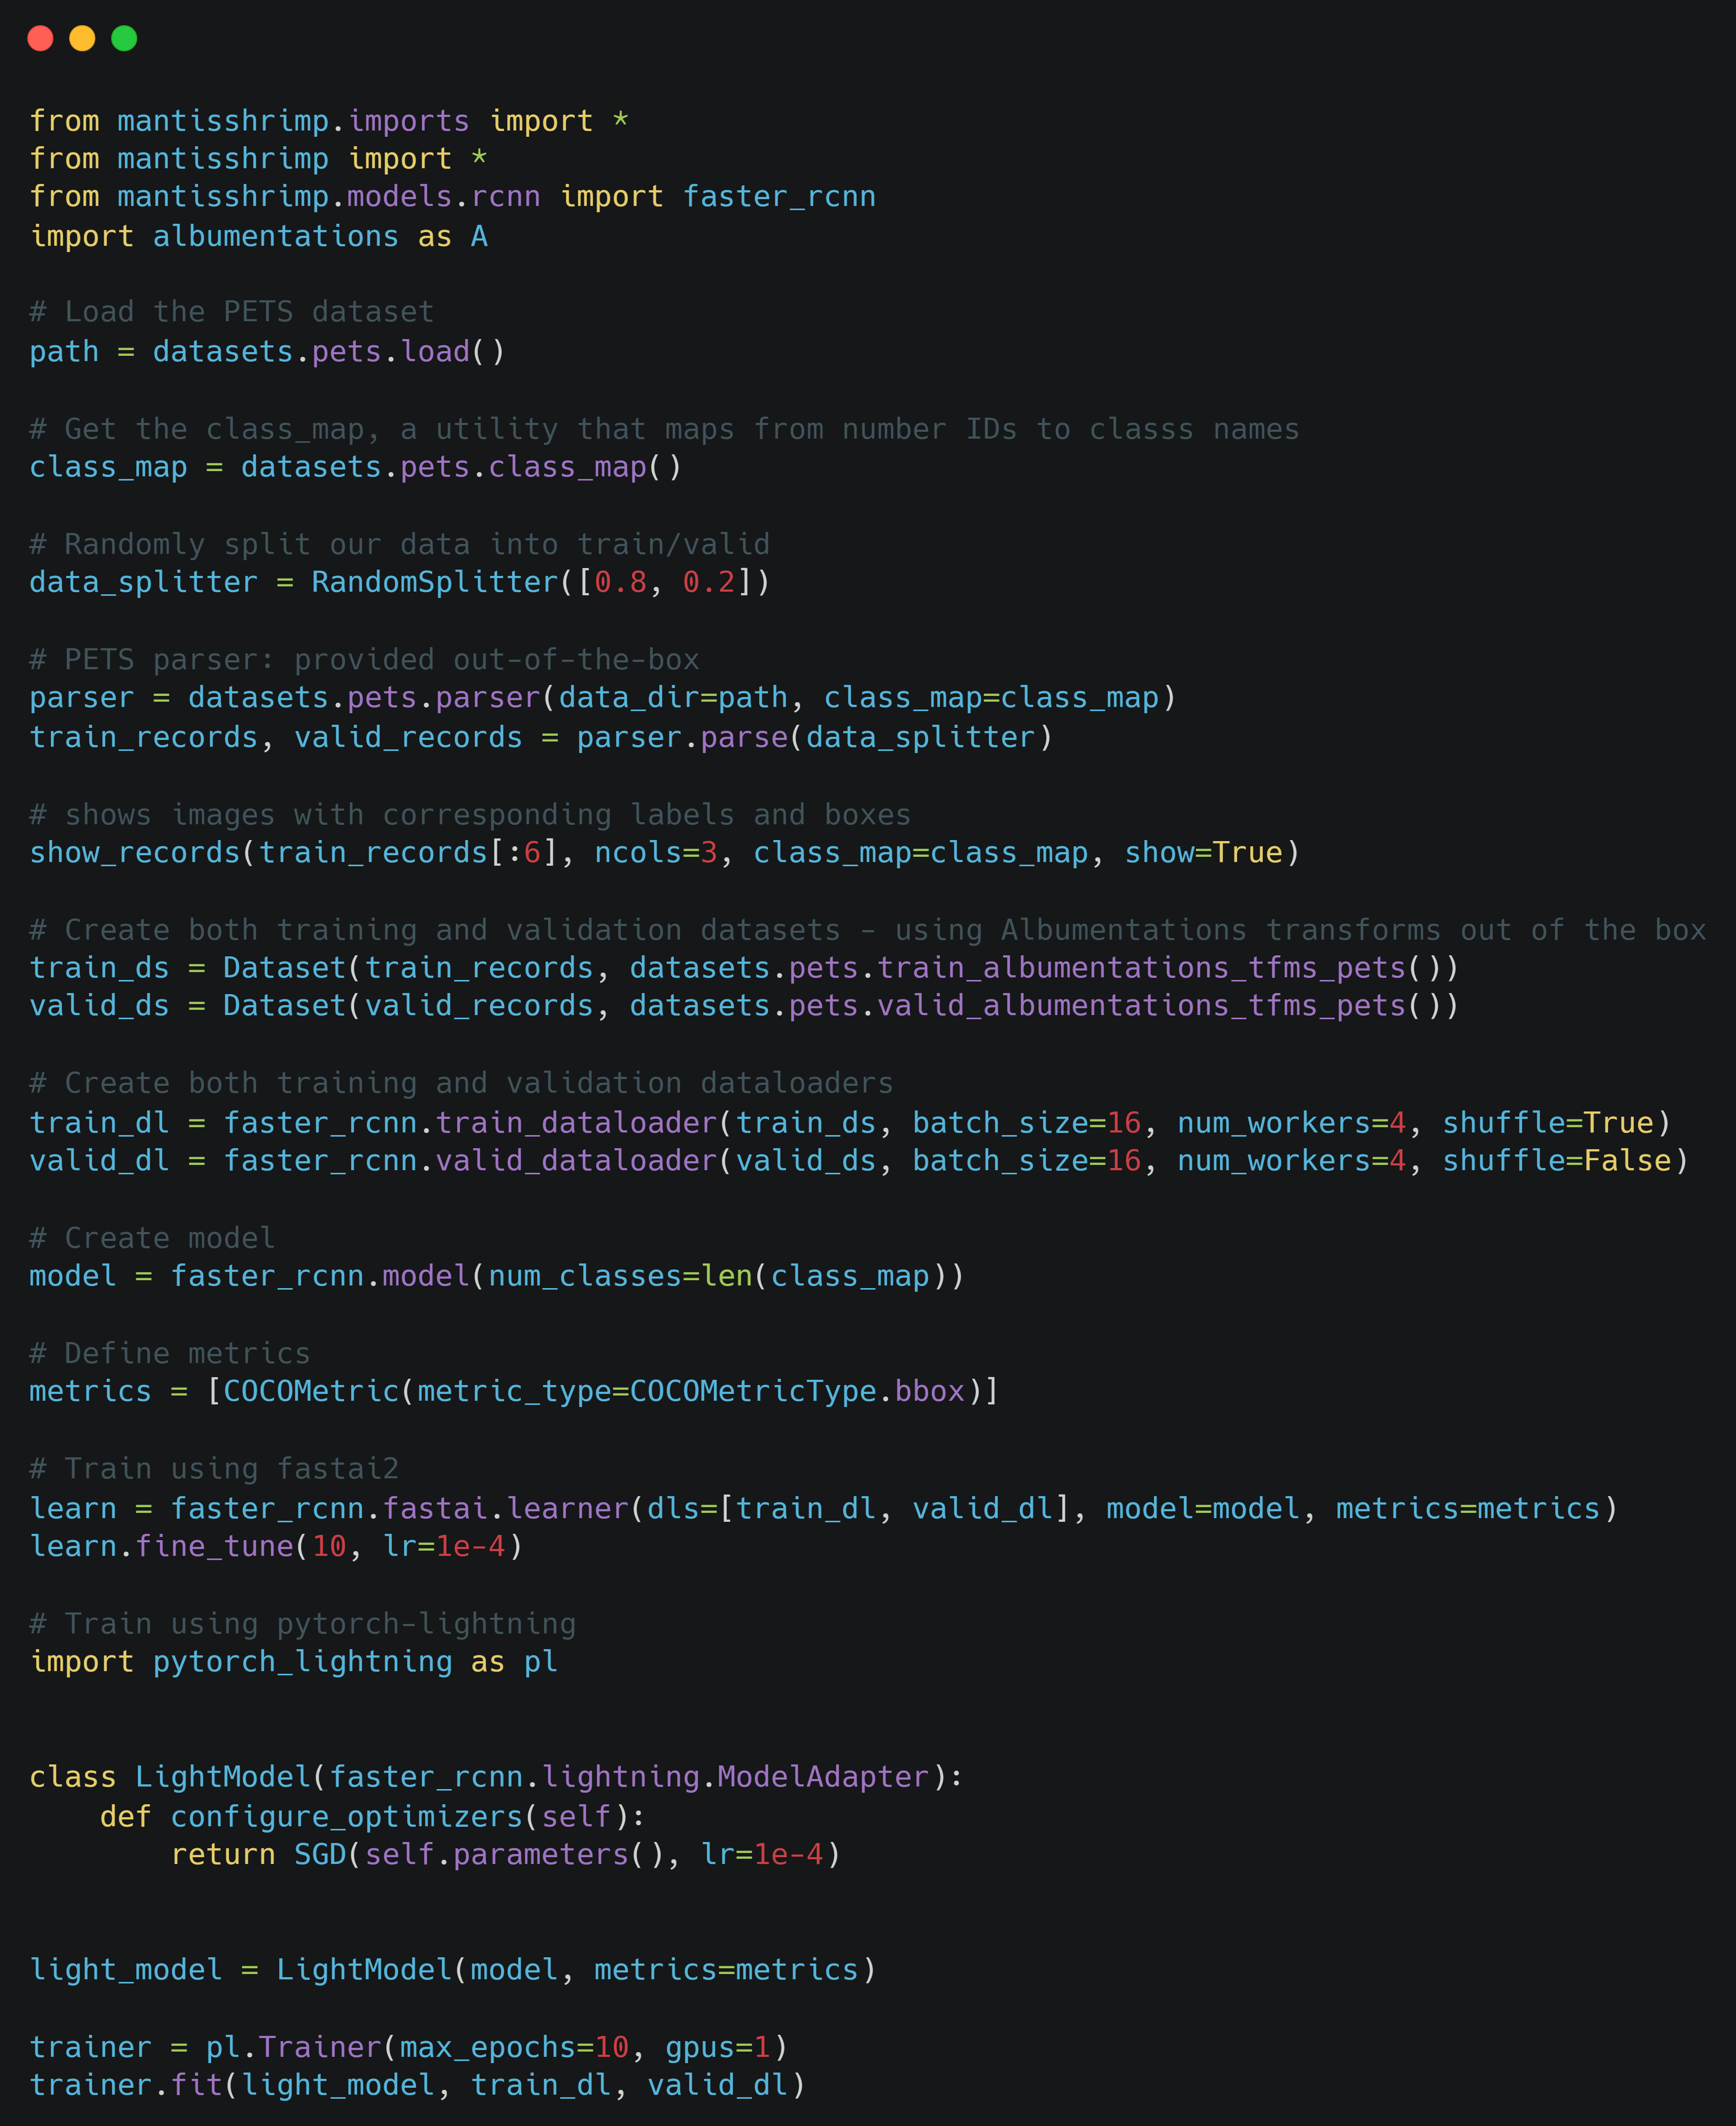 from mantisshrimp.imports import *
from mantisshrimp import *
from mantisshrimp.models.rcnn import faster_rcnn
import albumentations as A
# Load the PETS dataset
path = datasets.pets.load()
# Get the class_map, a utility that maps from number IDs to classs names
class_map = datasets.pets.class_map()
# Randomly split our data into train/valid
data_splitter = RandomSplitter([0.8, 0.2])
# PETS parser: provided out-of-the-box
parser = datasets.pets.parser(data_dir=path, class_map=class_map)
train_records, valid_records = parser.parse(data_splitter)
# shows images with corresponding labels and boxes
show_records(train_records[:6], ncols=3, class_map=class_map, show=True)
# Create both training and validation datasets - using Albumentations transforms out of the box
train_ds = Dataset(train_records, datasets.pets.train_albumentations_tfms_pets())
valid_ds = Dataset(valid_records, datasets.pets.valid_albumentations_tfms_pets())
# Create both training and validation dataloaders
train_dl = faster_rcnn.train_dataloader(train_ds, batch_size=16, num_workers=4, shuffle=True)
valid_dl = faster_rcnn.valid_dataloader(valid_ds, batch_size=16, num_workers=4, shuffle=False)
# Create model
model = faster_rcnn.model(num_classes=len(class_map))
# Define metrics
metrics = [COCOMetric(metric_type=COCOMetricType.bbox)]
# Train using fastai2
learn = faster_rcnn.fastai.learner(dls=[train_dl, valid_dl], model=model, metrics=metrics)
learn.fine_tune(10, lr=1e-4)
# Train using pytorch-lightning
import pytorch_lightning as pl
class LightModel(faster_rcnn.lightning.ModelAdapter):
    def configure_optimizers(self):
        return SGD(self.parameters(), lr=1e-4)
light_model = LightModel(model, metrics=metrics)
trainer = pl.Trainer(max_epochs=10, gpus=1)
trainer.fit(light_model, train_dl, valid_dl)